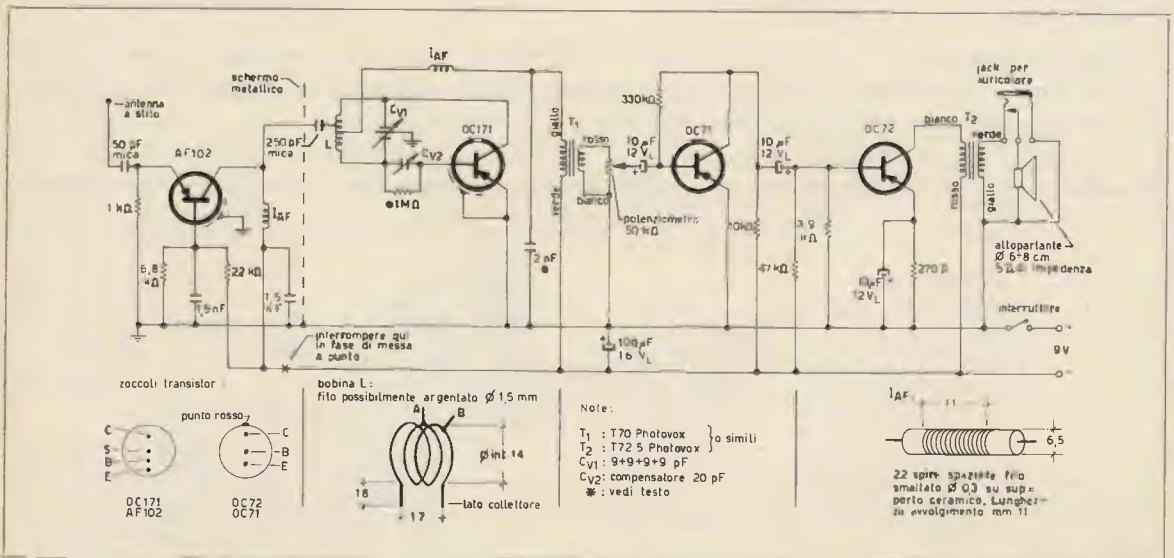 antenna
a stilo
50 pF
mica
1 kΩ
AF102
6,8
kΩ
1,5 nF
22 kΩ
1,5
nF
JAF
schermo
metallico
250 pF
mica
L
JAF
CV1
CV2
OC171
1MΩ
2 nF
giallo
T1
verde
rosso
bianco
10 µF
12 VL
potenziometro
50 kΩ
330kΩ
OC71
10kΩ
10 µF
12 VL
47 kΩ
3,9
kΩ
OC72
10µF
12 VL
270 Ω
bianco
T2
verde
rosso
giallo
jack per
auricolare
altoparlante
Ø 6÷8 cm
5 Ω di impedenza
interruttore
+
9V
-
100 µF
16 VL
interrompere qui
in fase di messa
a punto
zoccoli transistor
punto rosso
C
S
B
E
OC171
AF102
C
B
E
OC72
OC71
bobina L:
filo possibilmente argentato Ø 1,5 mm
A
B
Ø int. 14
18
17
lato collettore
Note:
T1 : T70 Photovox
T2 : T72.5 Photovox
o simili
CV1: 9+9+9+9 pF
CV2: compensatore 20 pF
✱ : vedi testo
JAF
11
6,5
22 spire spaziate filo
smaltato Ø 0,3 su sup=
porto ceramico. Lunghez=
za avvolgimento mm 11